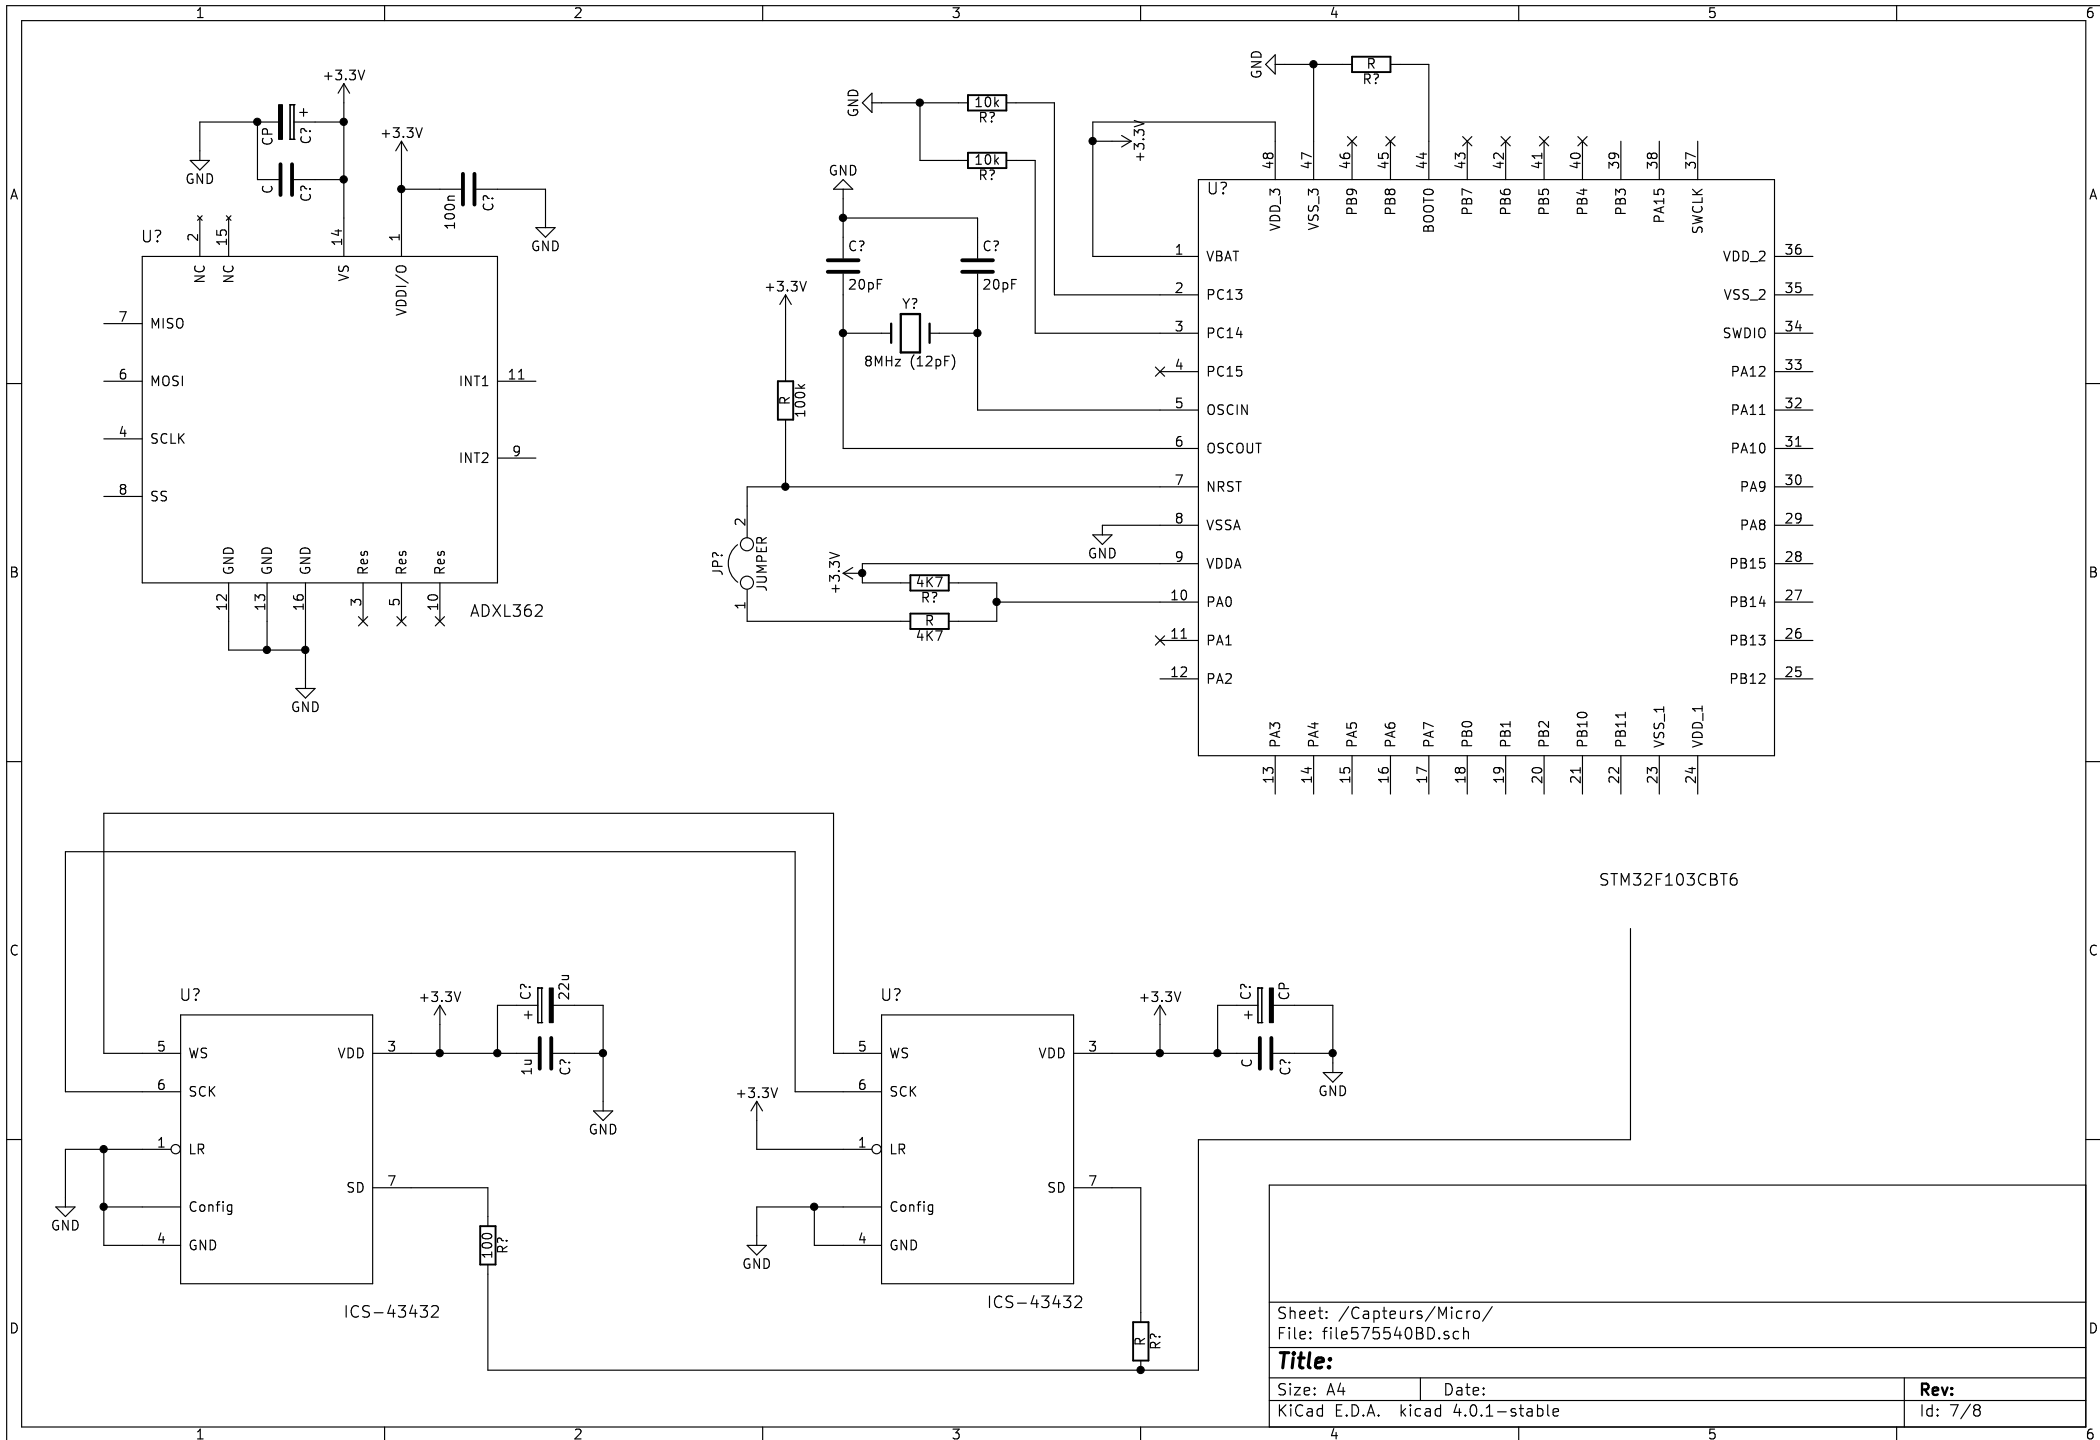 1 2 3 4 5 6
A
B
C
D
A
B
C
D
1 2 3 4 5 6
+3.3V
CP
C?
+
C
C?
GND
+3.3V
100n
C?
GND
U?
2 NC
15 NC
14 VS
1 VDDI/O
7 MISO
6 MOSI
4 SCLK
8 SS
INT1 11
INT2 9
12 GND
13 GND
16 GND
3 Res
5 Res
10 Res
ADXL362
GND
GND
10k
R?
10k
R?
GND
C?
20pF
C?
20pF
Y?
8MHz (12pF)
+3.3V
R
100k
JP?
JUMPER
2
1
+3.3V
4K7
R?
R
4K7
GND
GND
R
R?
+3.3V
U?
48 VDD_3
47 VSS_3
46 PB9
45 PB8
44 BOOT0
43 PB7
42 PB6
41 PB5
40 PB4
39 PB3
38 PA15
37 SWCLK
1 VBAT
2 PC13
3 PC14
4 PC15
5 OSCIN
6 OSCOUT
7 NRST
8 VSSA
9 VDDA
10 PA0
11 PA1
12 PA2
VDD_2 36
VSS_2 35
SWDIO 34
PA12 33
PA11 32
PA10 31
PA9 30
PA8 29
PB15 28
PB14 27
PB13 26
PB12 25
13 PA3
14 PA4
15 PA5
16 PA6
17 PA7
18 PB0
19 PB1
20 PB2
21 PB10
22 PB11
23 VSS_1
24 VDD_1
STM32F103CBT6
U?
5 WS
6 SCK
1 LR
Config
4 GND
VDD 3
SD 7
+3.3V
C?
22u
+
1u
C?
GND
GND
100
R?
ICS-43432
U?
5 WS
6 SCK
1 LR
Config
4 GND
VDD 3
SD 7
+3.3V
GND
+3.3V
C?
CP
+
C
C?
GND
R
R?
ICS-43432
Sheet: /Capteurs/Micro/
File: file575540BD.sch
Title:
Size: A4 Date: Rev:
KiCad E.D.A. kicad 4.0.1-stable Id: 7/8